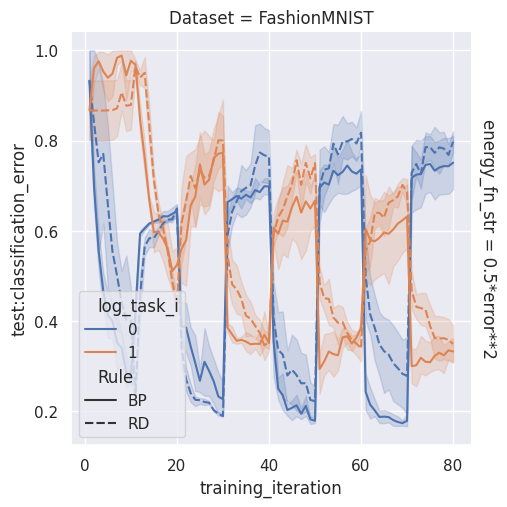 Dataset = FashionMNIST
test:classification_error
1.0
0.8
0.6
0.4
0.2
log_task_i
0
1
Rule
BP
RD
0
20
40
60
80
training_iteration
energy_fn_str = 0.5*error**2